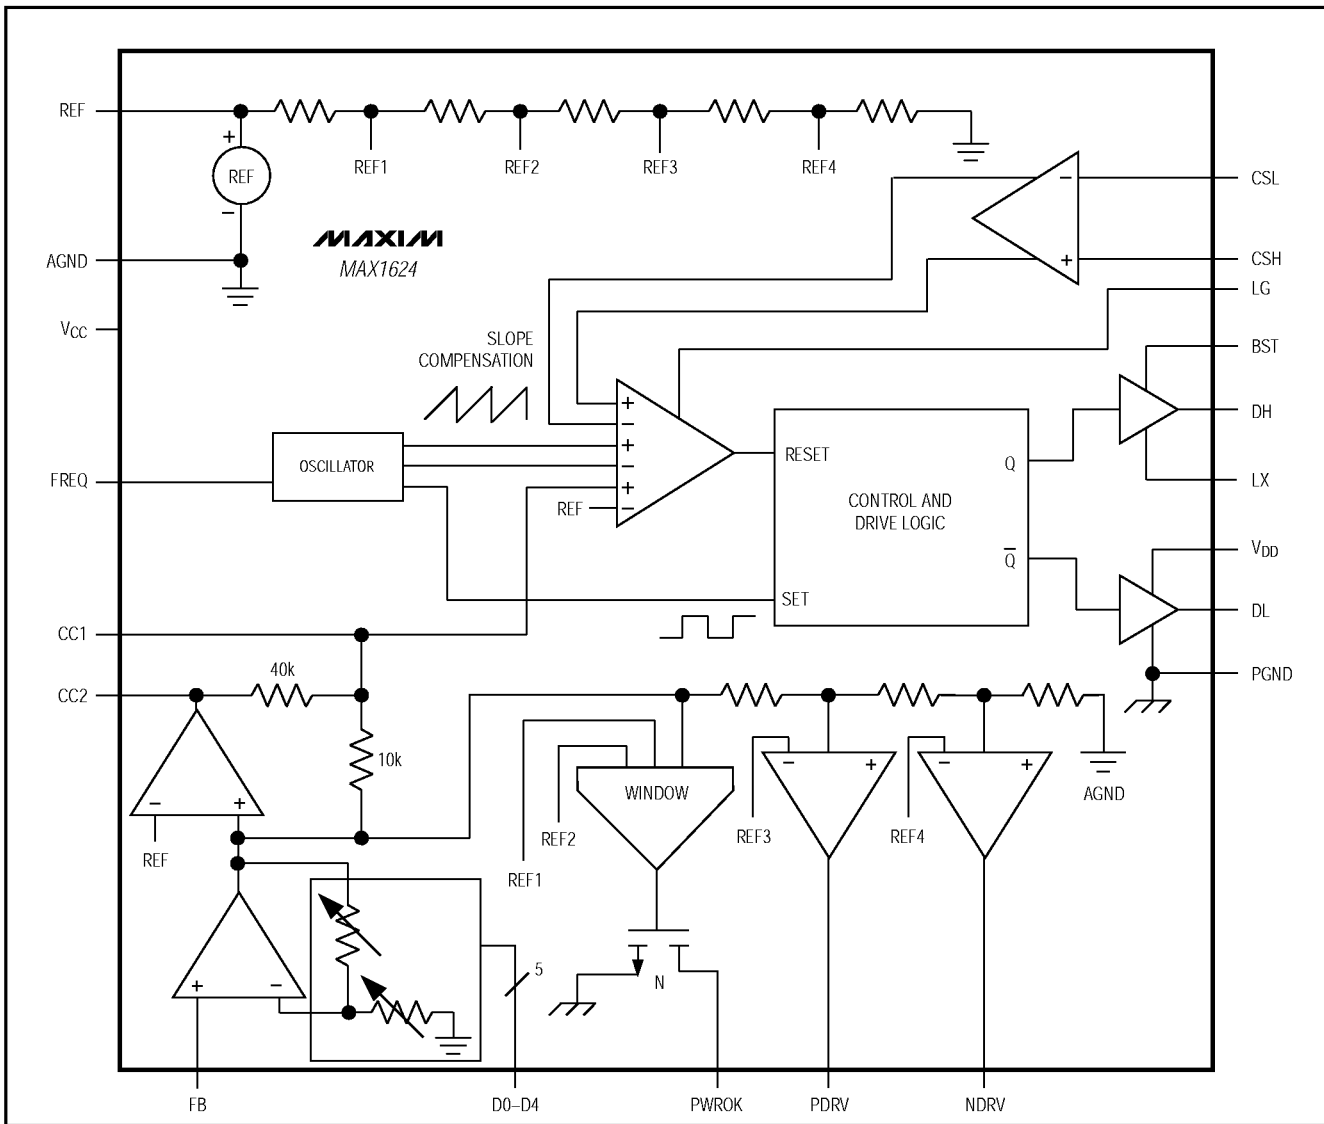 REF
REF1
REF2
REF3
REF4
+
REF
−
MAXIM
MAX1624
AGND
VCC
−
CSL
+
CSH
LG
BST
DH
LX
SLOPE
COMPENSATION
OSCILLATOR
FREQ
+
−
+
−
+
REF −
RESET
Q
CONTROL AND
DRIVE LOGIC
Q̅
SET
VDD
DL
PGND
CC1
40k
CC2
10k
− +
REF
WINDOW
REF2
REF1
− +
REF3
− +
REF4
AGND
+ −
5
N
FB
D0–D4
PWROK
PDRV
NDRV